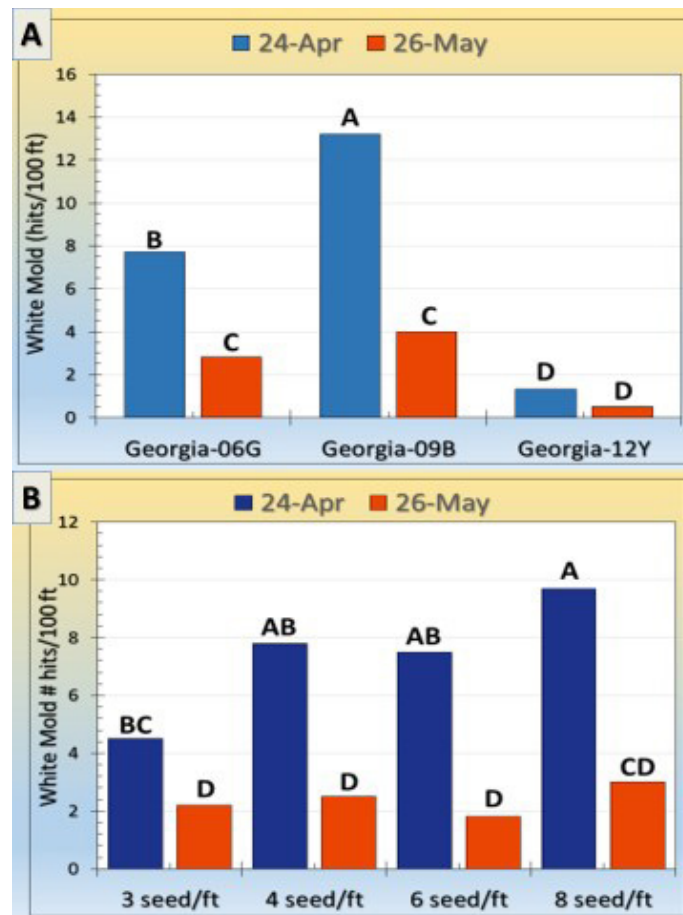 A
24-Apr 26-May
White Mold (hits/100 ft)
16
14
12
10
8
6
4
2
0
B
C
A
C
D
D
Georgia-06G Georgia-09B Georgia-12Y
B
24-Apr 26-May
White Mold # hits/100 ft
12
10
8
6
4
2
0
BC
D
AB
D
AB
D
A
CD
3 seed/ft 4 seed/ft 6 seed/ft 8 seed/ft